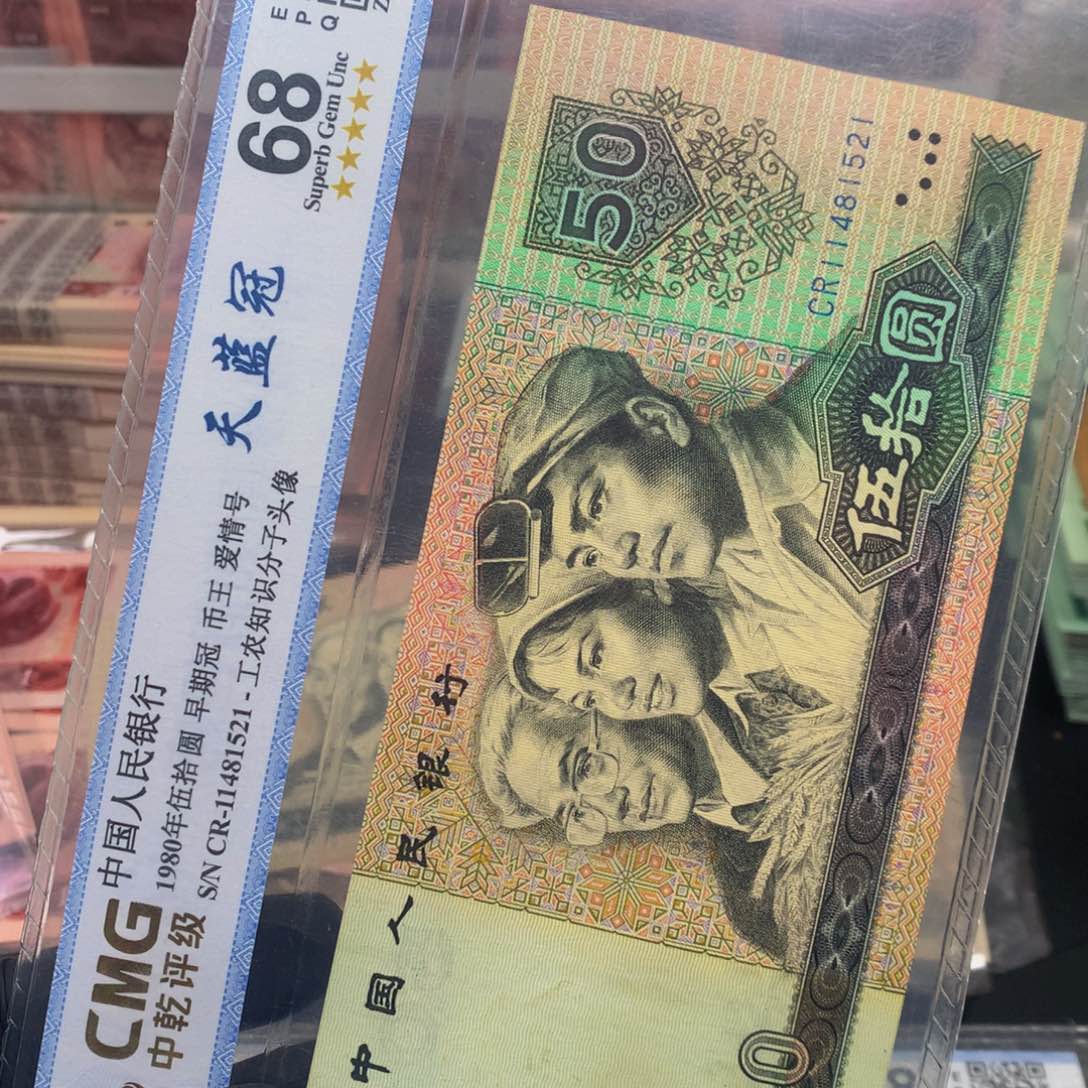 CMG
中乾评级
中国人民银行
1980年伍拾圆 早期冠 币王 爱情号
SN CR-11481521 - 工农知识分子头像
天蓝冠
68
Superb Gem Unc
★★★★★
E
P
Q
中国人民银行
50
CR11481521
伍拾圆